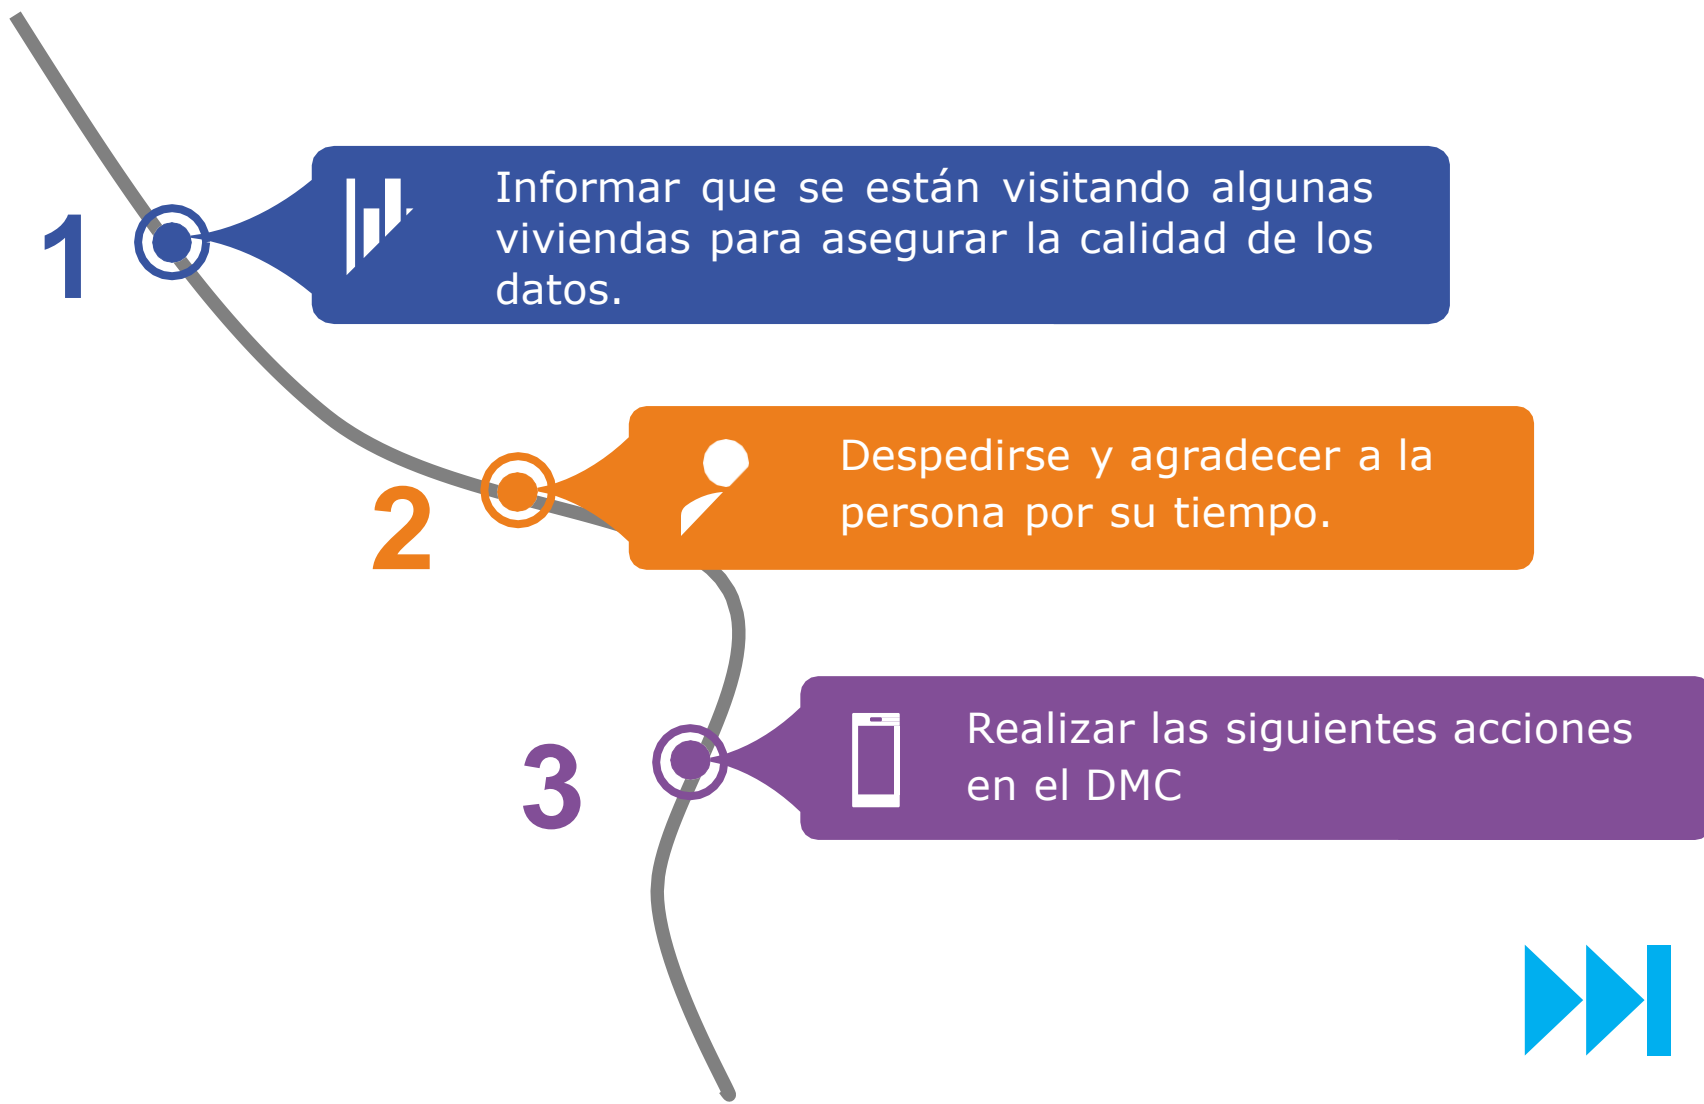 1
Informar que se están visitando algunas
viviendas para asegurar la calidad de los
datos.
2
Despedirse y agradecer a la
persona por su tiempo.
3
Realizar las siguientes acciones
en el DMC